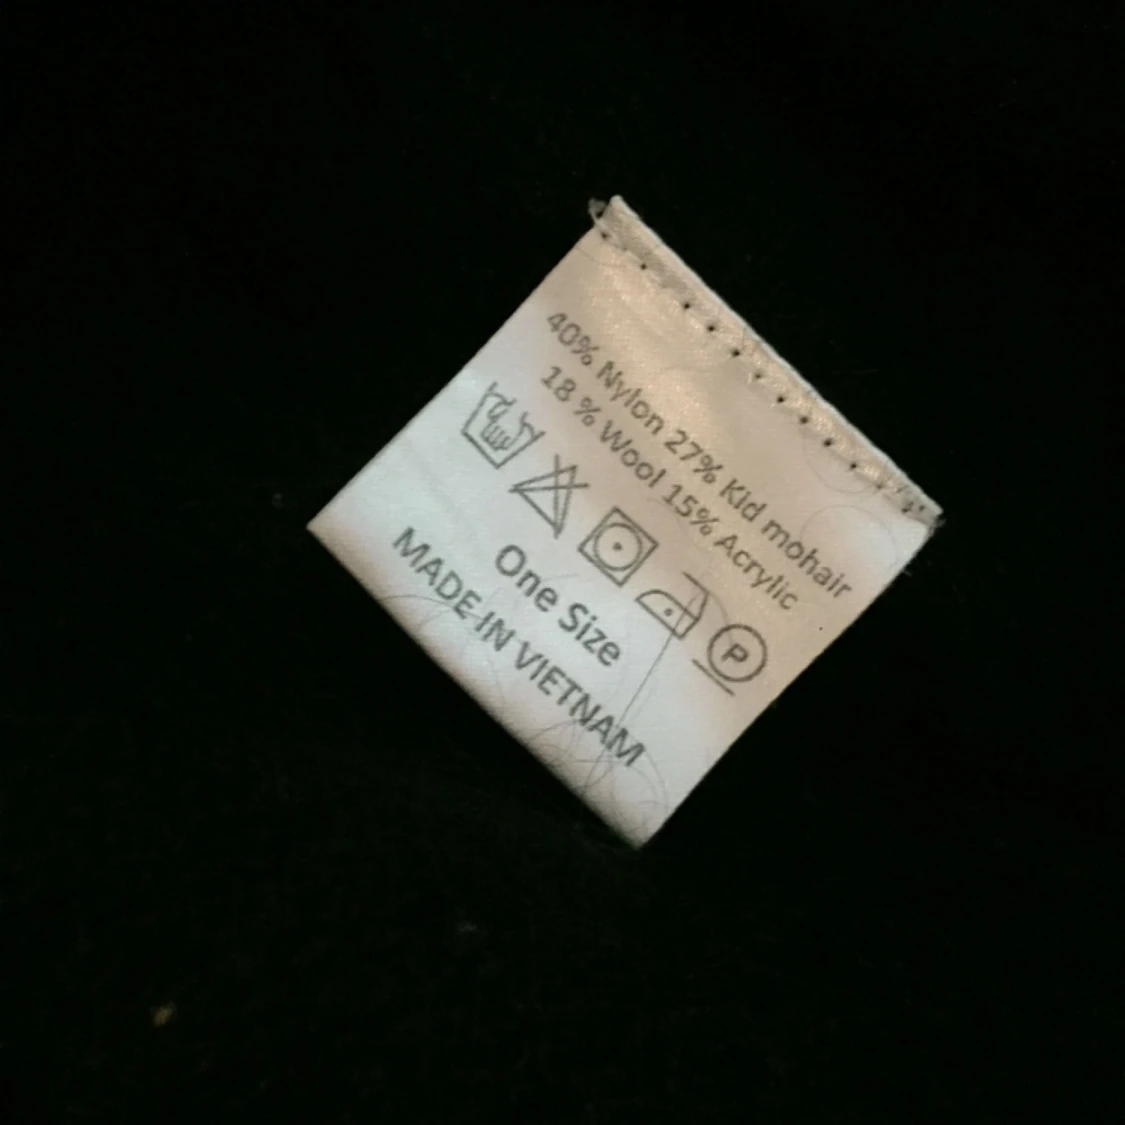 40% Nylon 27% Kid mohair
18 % Wool 15% Acrylic
P
One Size
MADE IN VIETNAM